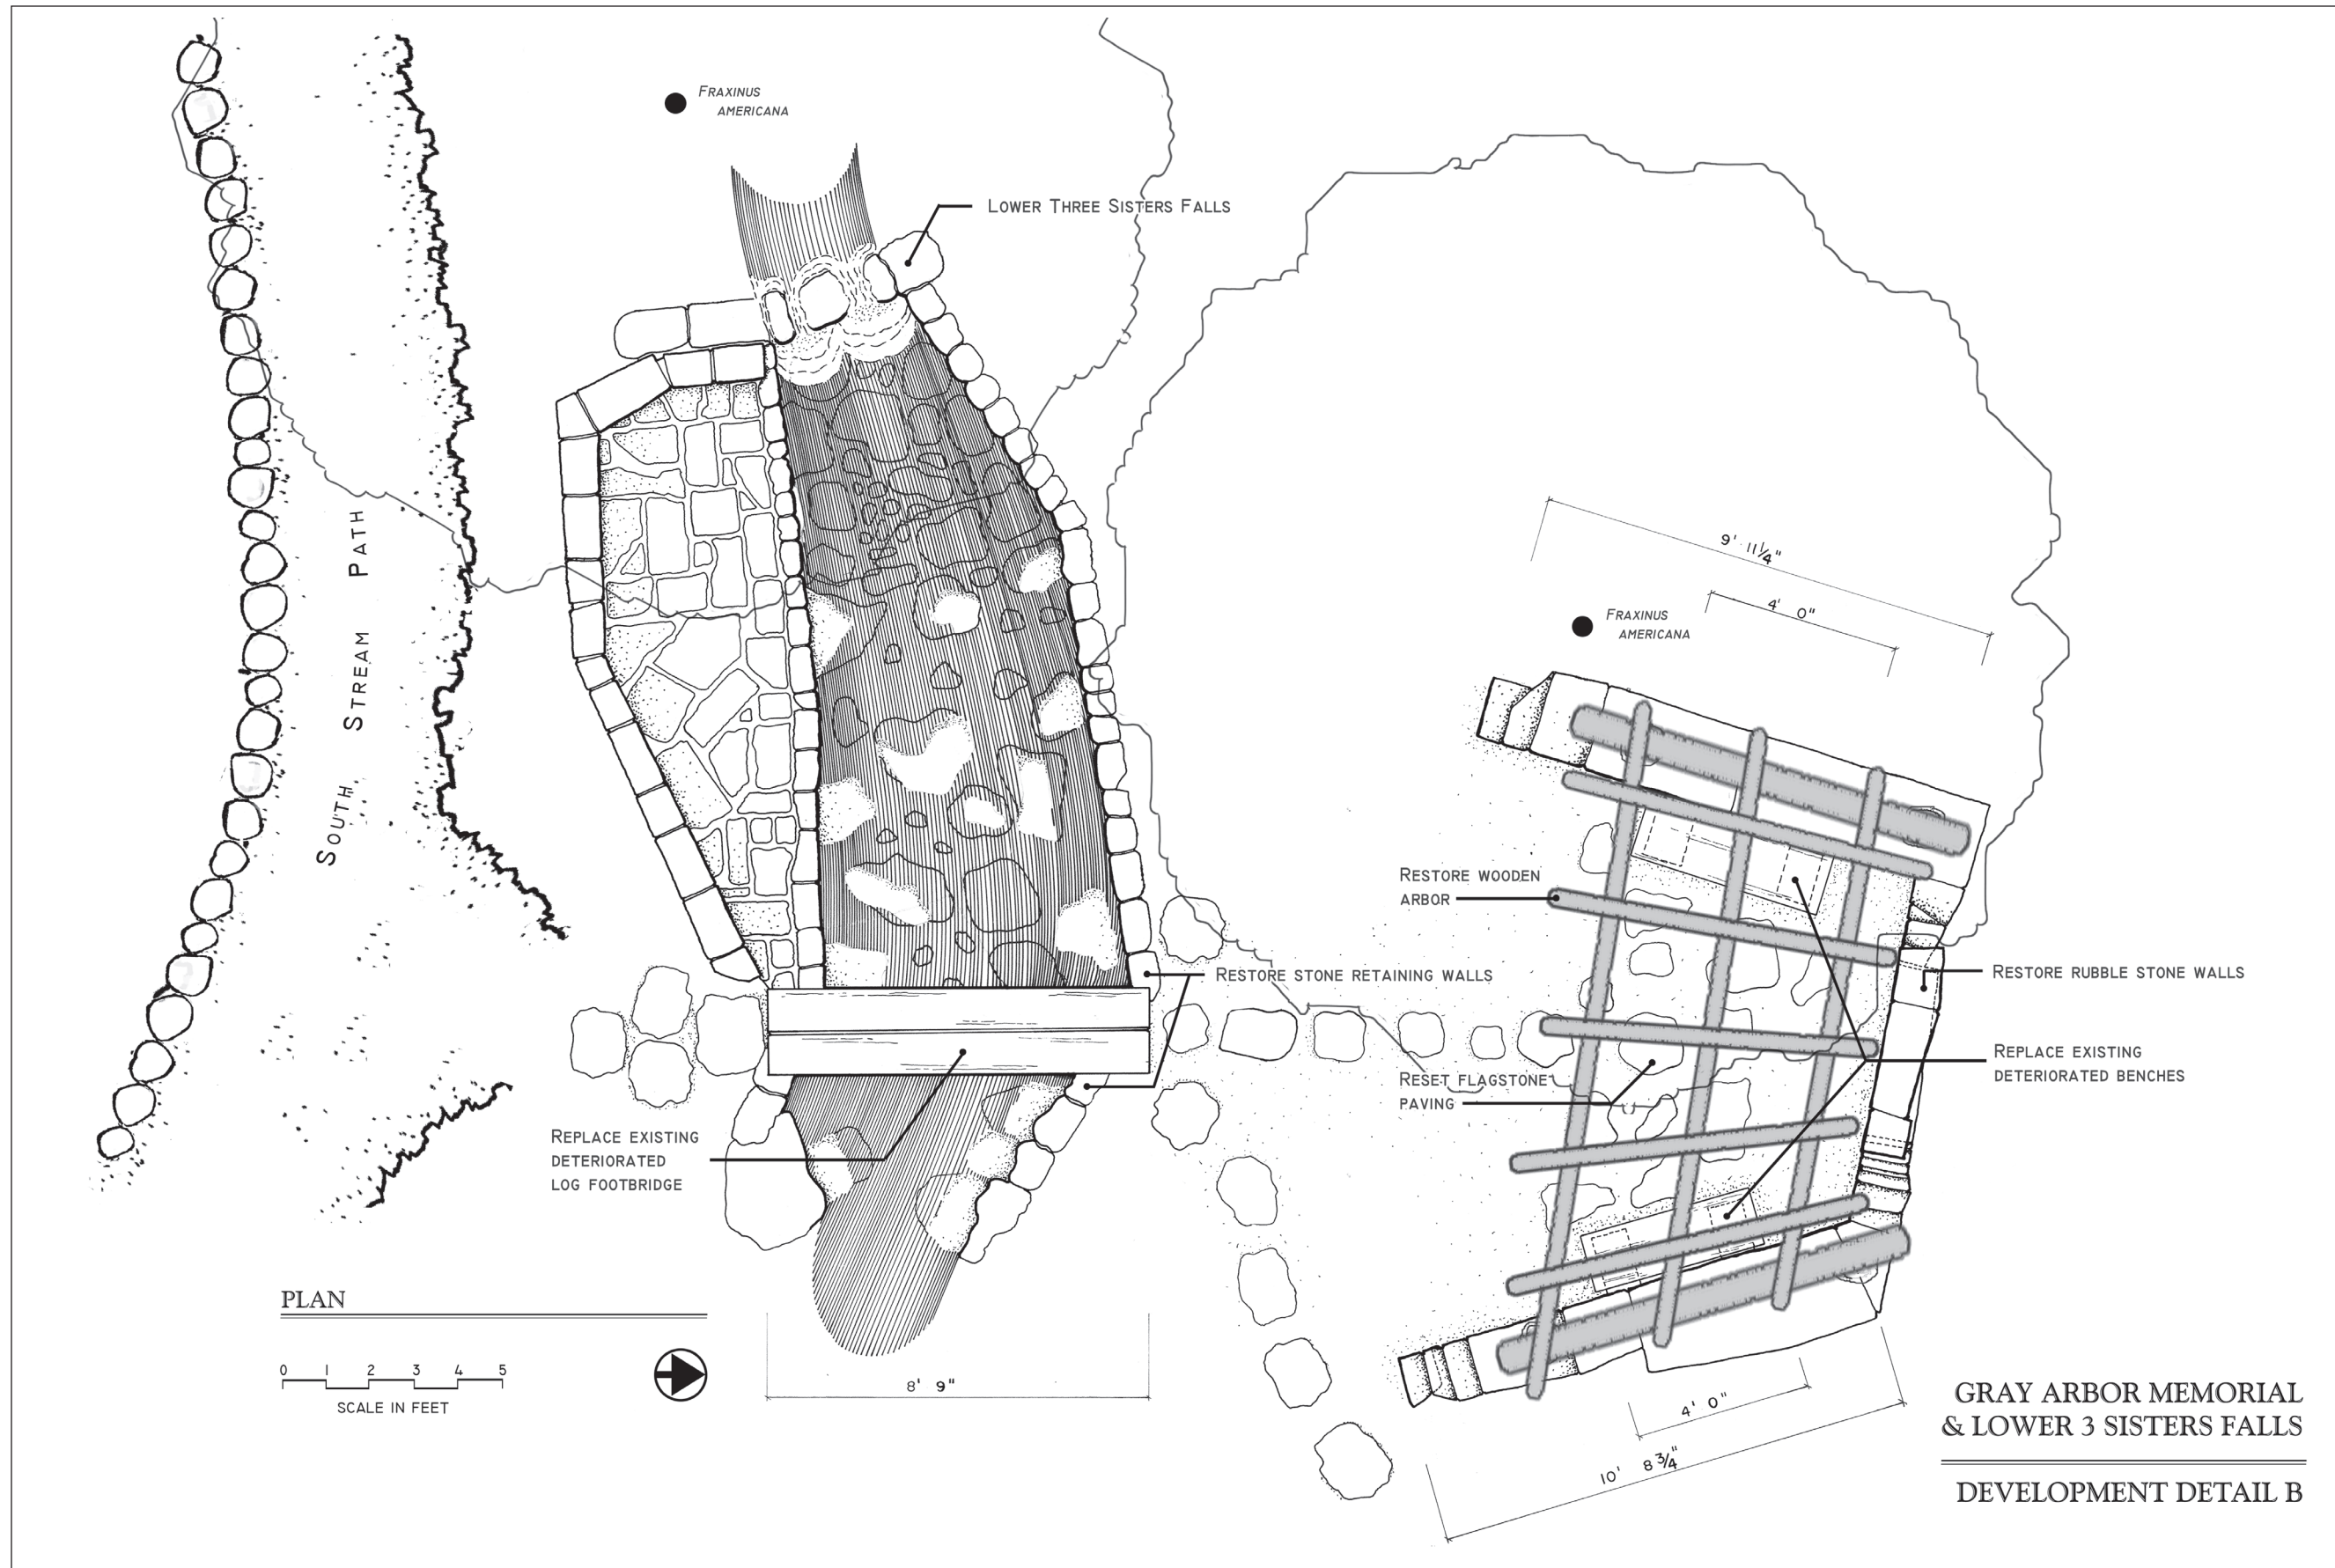 Fraxinus
americana
Lower Three Sisters Falls
South Stream Path
9' 11¼"
4' 0"
Fraxinus
americana
Restore wooden
arbor
Restore stone retaining walls
Restore rubble stone walls
Reset flagstone
paving
Replace existing
deteriorated benches
Replace existing
deteriorated
log footbridge
PLAN
0 1 2 3 4 5
SCALE IN FEET
8' 9"
4' 0"
10' 8¾"
GRAY ARBOR MEMORIAL
& LOWER 3 SISTERS FALLS
DEVELOPMENT DETAIL B